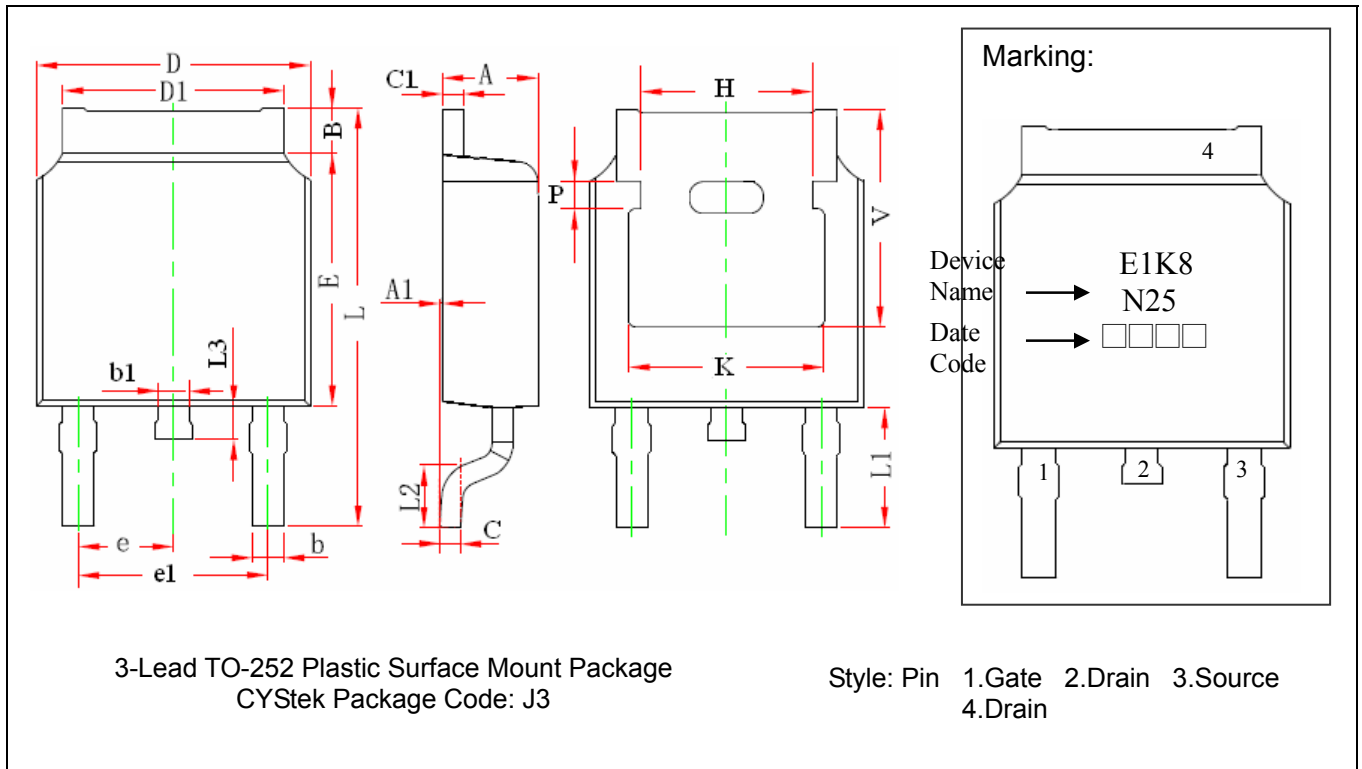 D
D1
B
E
L
L3
b1
e
e1
b
C1
A
A1
L2
C
H
P
V
K
L1
Marking:
4
Device
Name
E1K8
N25
Date
Code
□□□□
1
2
3
3-Lead TO-252 Plastic Surface Mount Package
CYStek Package Code: J3
Style: Pin 1.Gate 2.Drain 3.Source
4.Drain